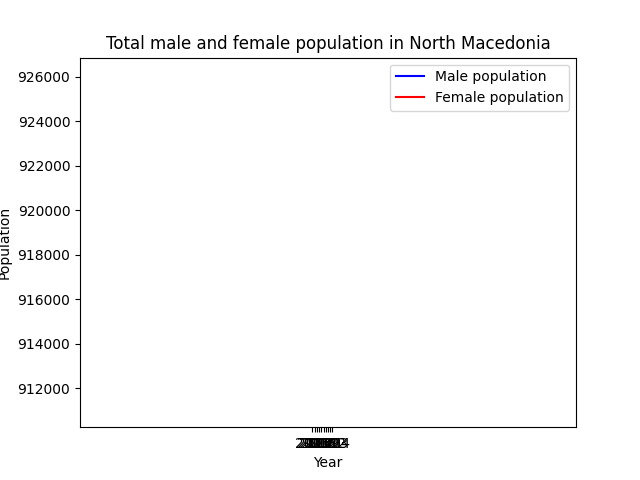 Total male and female population in North Macedonia
Male population
Female population
926000
924000
922000
920000
918000
916000
914000
912000
Population
Year